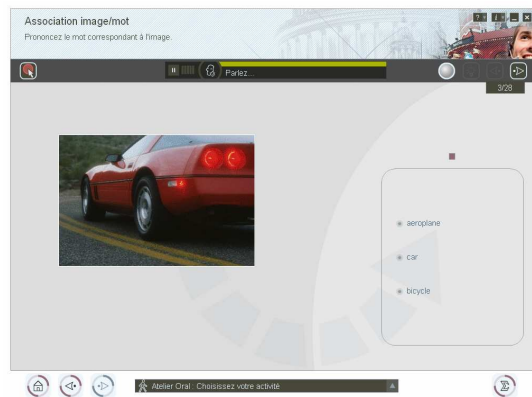 Association image/mot
Prononcez le mot correspondant à l'image.
? i
Parlez...
3/28
aeroplane
car
bicycle
Atelier Oral : Choisissez votre activité
Σ